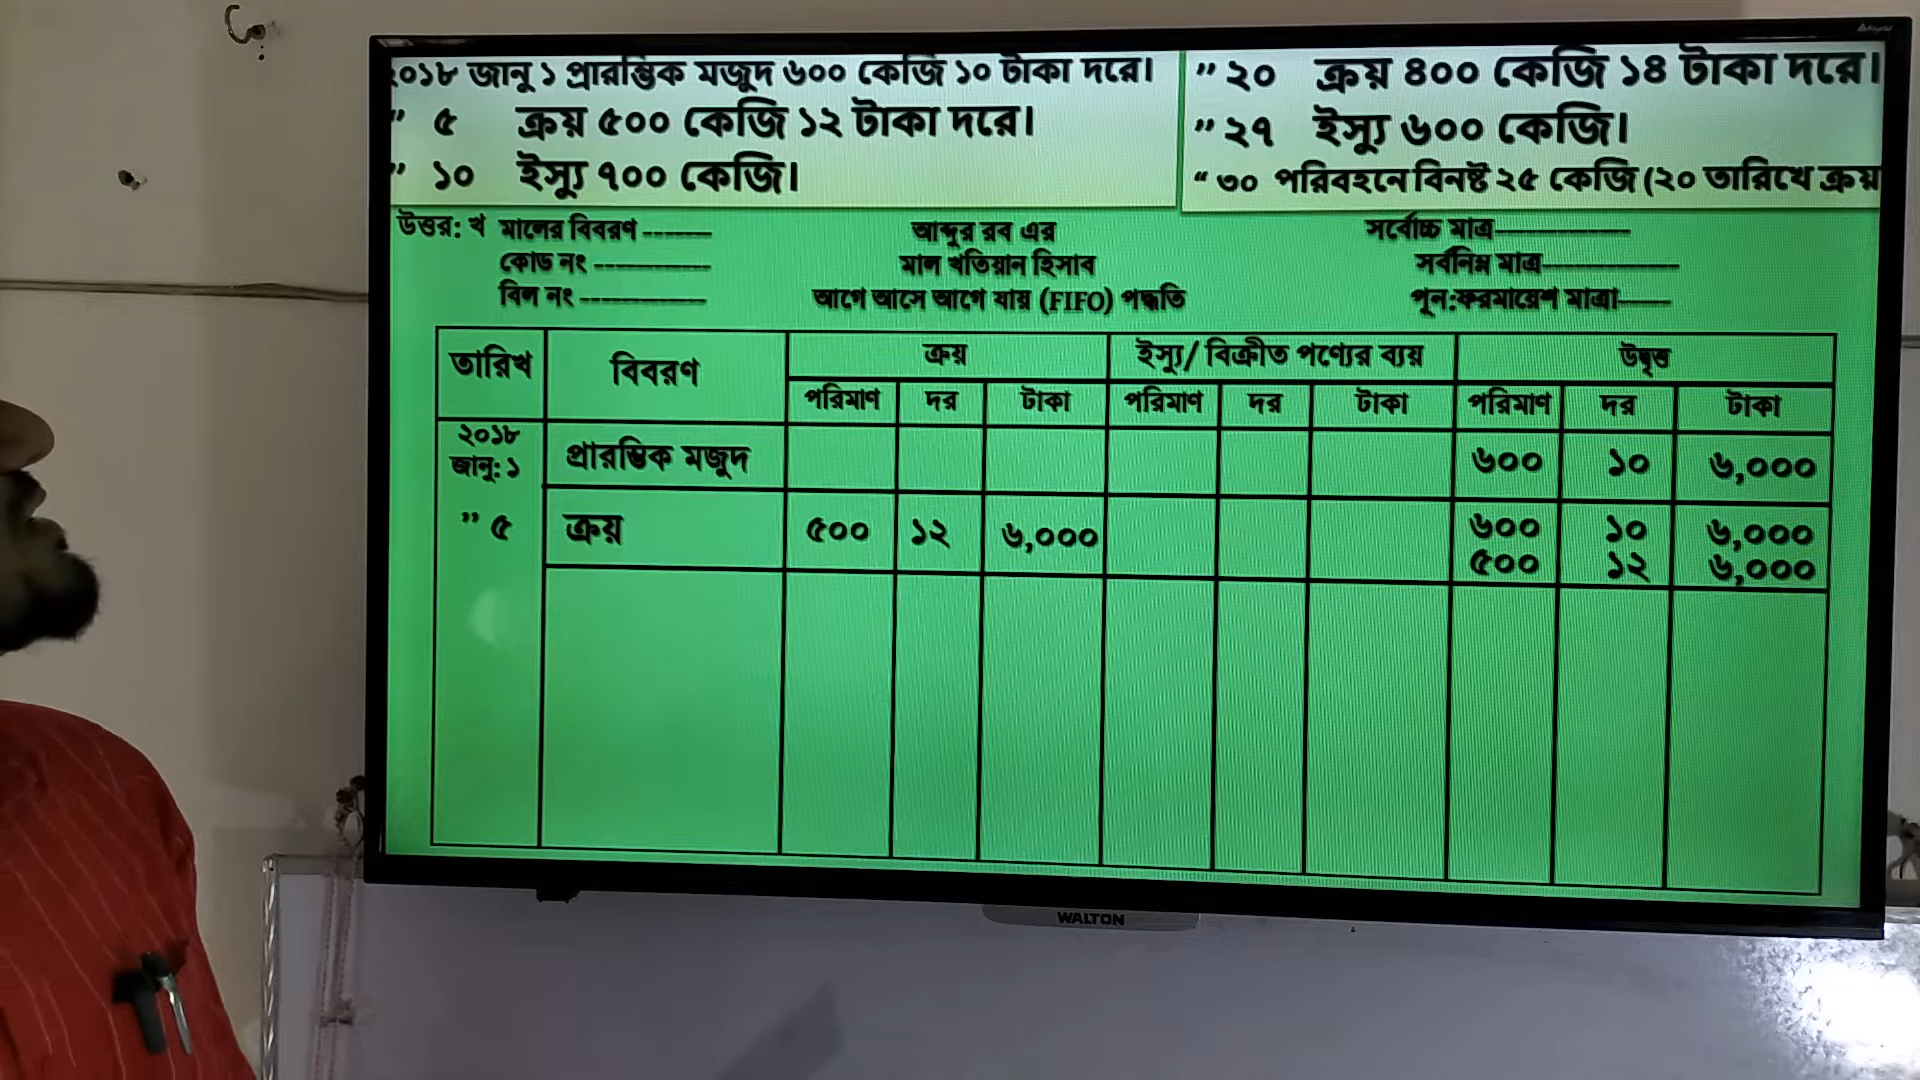 ২০১৮ জানু ১ প্রারম্ভিক মজুদ ৬০০ কেজি ১০ টাকা দরে।
” ৫ ক্রয় ৫০০ কেজি ১২ টাকা দরে।
” ১০ ইস্যু ৭০০ কেজি।
” ২০ ক্রয় ৪০০ কেজি ১৪ টাকা দরে।
” ২৭ ইস্যু ৬০০ কেজি।
“ ৩০ পরিবহনে বিনষ্ট ২৫ কেজি (২০ তারিখে ক্রয়
উত্তর: খ মালের বিবরণ ------ আব্দুর রব এর সর্বোচ্চ মাত্র------------
কোড নং ----------- মাল খতিয়ান হিসাব সর্বনিম্ন মাত্র------------
বিল নং ------------ আগে আসে আগে যায় (FIFO) পদ্ধতি পুন:ফরমায়েশ মাত্রা-----
তারিখ বিবরণ ক্রয় ইস্যু/ বিক্রীত পণ্যের ব্যয় উদ্বৃত্ত
পরিমাণ দর টাকা পরিমাণ দর টাকা পরিমাণ দর টাকা
২০১৮
জানু: ১ প্রারম্ভিক মজুদ ৬০০ ১০ ৬,০০০
” ৫ ক্রয় ৫০০ ১২ ৬,০০০ ৬০০ ১০ ৬,০০০
৫০০ ১২ ৬,০০০
WALTON